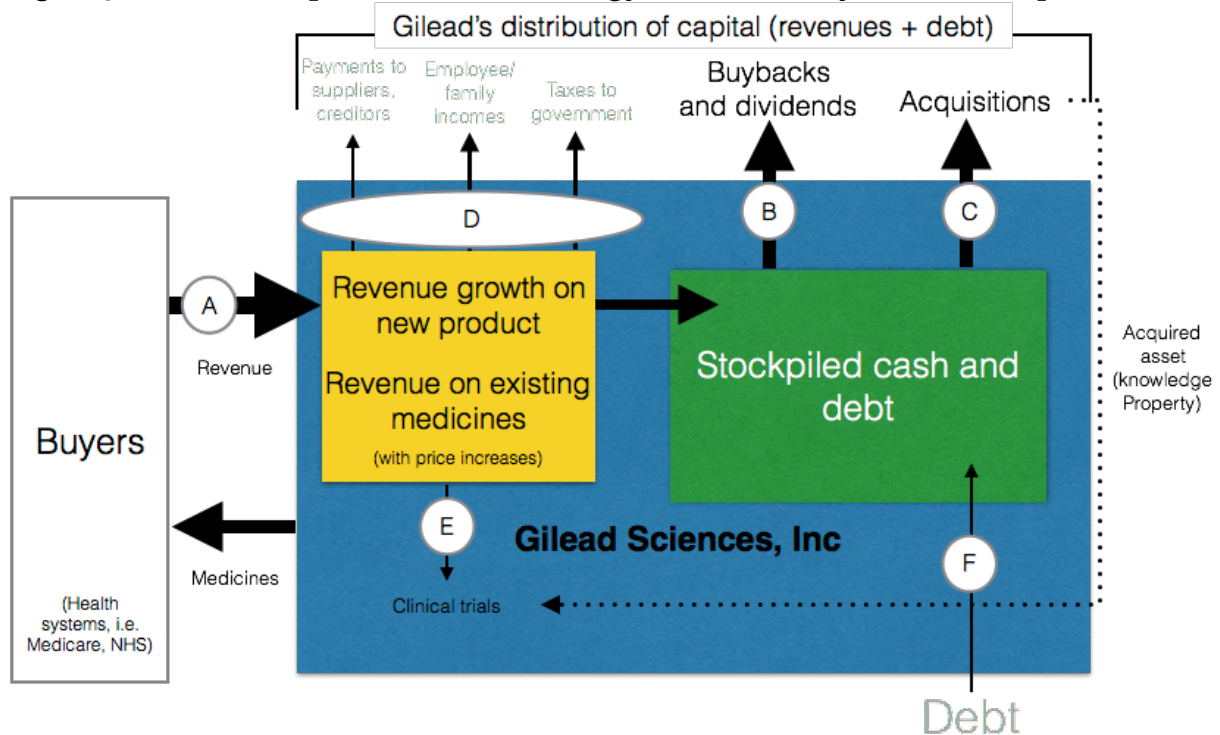 Gilead's distribution of capital (revenues + debt)
Payments to
suppliers,
creditors
Employee/
family
incomes
Taxes to
government
Buybacks
and dividends
Acquisitions
D
B
C
A
Revenue
Revenue growth on
new product
Revenue on existing
medicines
(with price increases)
Stockpiled cash and
debt
Acquired
asset
(knowledge
Property)
Buyers
(Health
systems, i.e.
Medicare, NHS)
Medicines
E
Gilead Sciences, Inc
F
Clinical trials
Debt